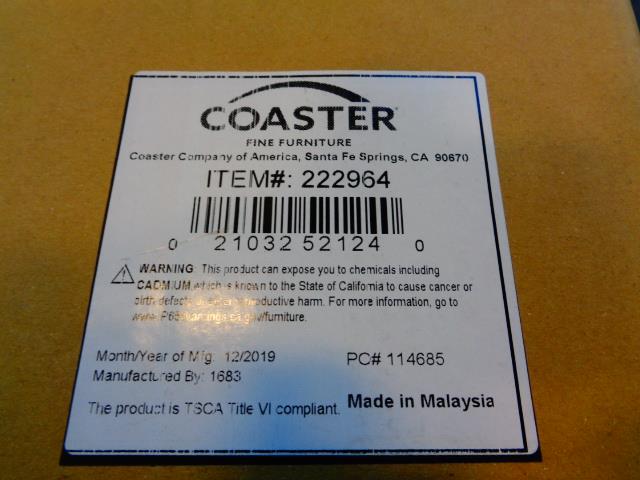 COASTER
FINE FURNITURE
Coaster Company of America, Santa Fe Springs, CA 90670
ITEM#: 222964
0 21032 52124 0
WARNING: This product can expose you to chemicals including
CADMIUM which is known to the State of California to cause cancer or
birth defects or other reproductive harm. For more information, go to
www.P65Warnings.ca.gov/furniture.
Month/Year of Mfg: 12/2019
PC# 114685
Manufactured By: 1683
The product is TSCA Title VI compliant.
Made in Malaysia